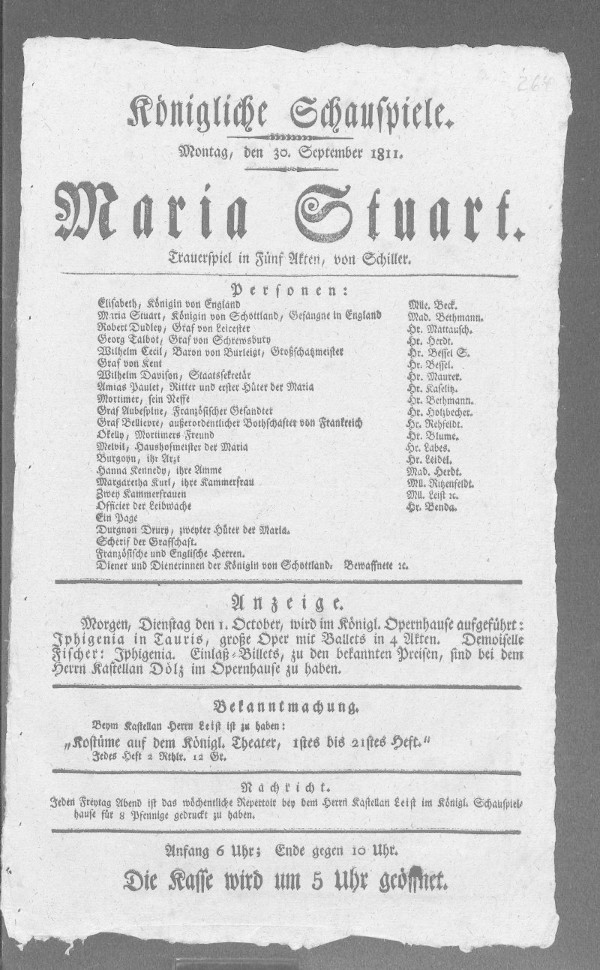 264
Königliche Schauspiele.
Montag, den 30. September 1811.
Maria Stuart.
Trauerspiel in Fünf Akten, von Schiller.
Personen:
Elisabeth, Königin von England Mlle. Beck.
Maria Stuart, Königin von Schottland, Gefangne in England Mad. Bethmann.
Robert Dudley, Graf von Leicester Hr. Mattausch.
Georg Talbot, Graf von Schrewsbury Hr. Herdt.
Wilhelm Cecil, Baron von Burleigt, Großschatzmeister Hr. Bessel S.
Graf von Kent Hr. Bessel.
Wilhelm Davison, Staatssekretär Hr. Maurer.
Amias Paulet, Ritter und erster Hüter der Maria Hr. Kaselitz.
Mortimer, sein Neffe Hr. Bethmann.
Graf Aubespine, Französischer Gesandter Hr. Holzbecher.
Graf Bellievre, außerordentlicher Bothschafter von Frankreich Hr. Rehfeldt.
Okelly, Mortimers Freund Hr. Blume.
Melvil, Haushofmeister der Maria Hr. Labes.
Burgoyn, ihr Arzt Hr. Leidel.
Hanna Kennedy, ihre Amme Mad. Herdt.
Margaretha Kurl, ihre Kammerfrau Mll. Ritzenfeldt.
Zwey Kammerfrauen Mll. Leist ꝛc.
Officier der Leibwache Hr. Benda.
Ein Page
Durgnon Drury, zweyter Hüter der Maria.
Scherif der Grafschaft.
Französische und Englische Herren.
Diener und Dienerinnen der Königin von Schottland. Bewaffnete ꝛc.
Anzeige.
Morgen, Dienstag den 1. October, wird im Königl. Opernhause aufgeführt:
Iphigenia in Tauris, große Oper mit Ballets in 4 Akten. Demoiselle
Fischer: Iphigenia. Einlaß-Billets, zu den bekannten Preisen, sind bei dem
Herrn Kastellan Dölz im Opernhause zu haben.
Bekanntmachung.
Beym Kastellan Herrn Leist ist zu haben:
„Kostüme auf dem Königl. Theater, 1stes bis 21stes Heft.“
Jedes Heft 2 Rthlr. 12 Gr.
Nachricht.
Jeden Freytag Abend ist das wöchentliche Repertoir bey dem Herrn Kastellan Leist im Königl. Schauspiel-
hause für 8 Pfennige gedruckt zu haben.
Anfang 6 Uhr; Ende gegen 10 Uhr.
Die Kasse wird um 5 Uhr geöffnet.